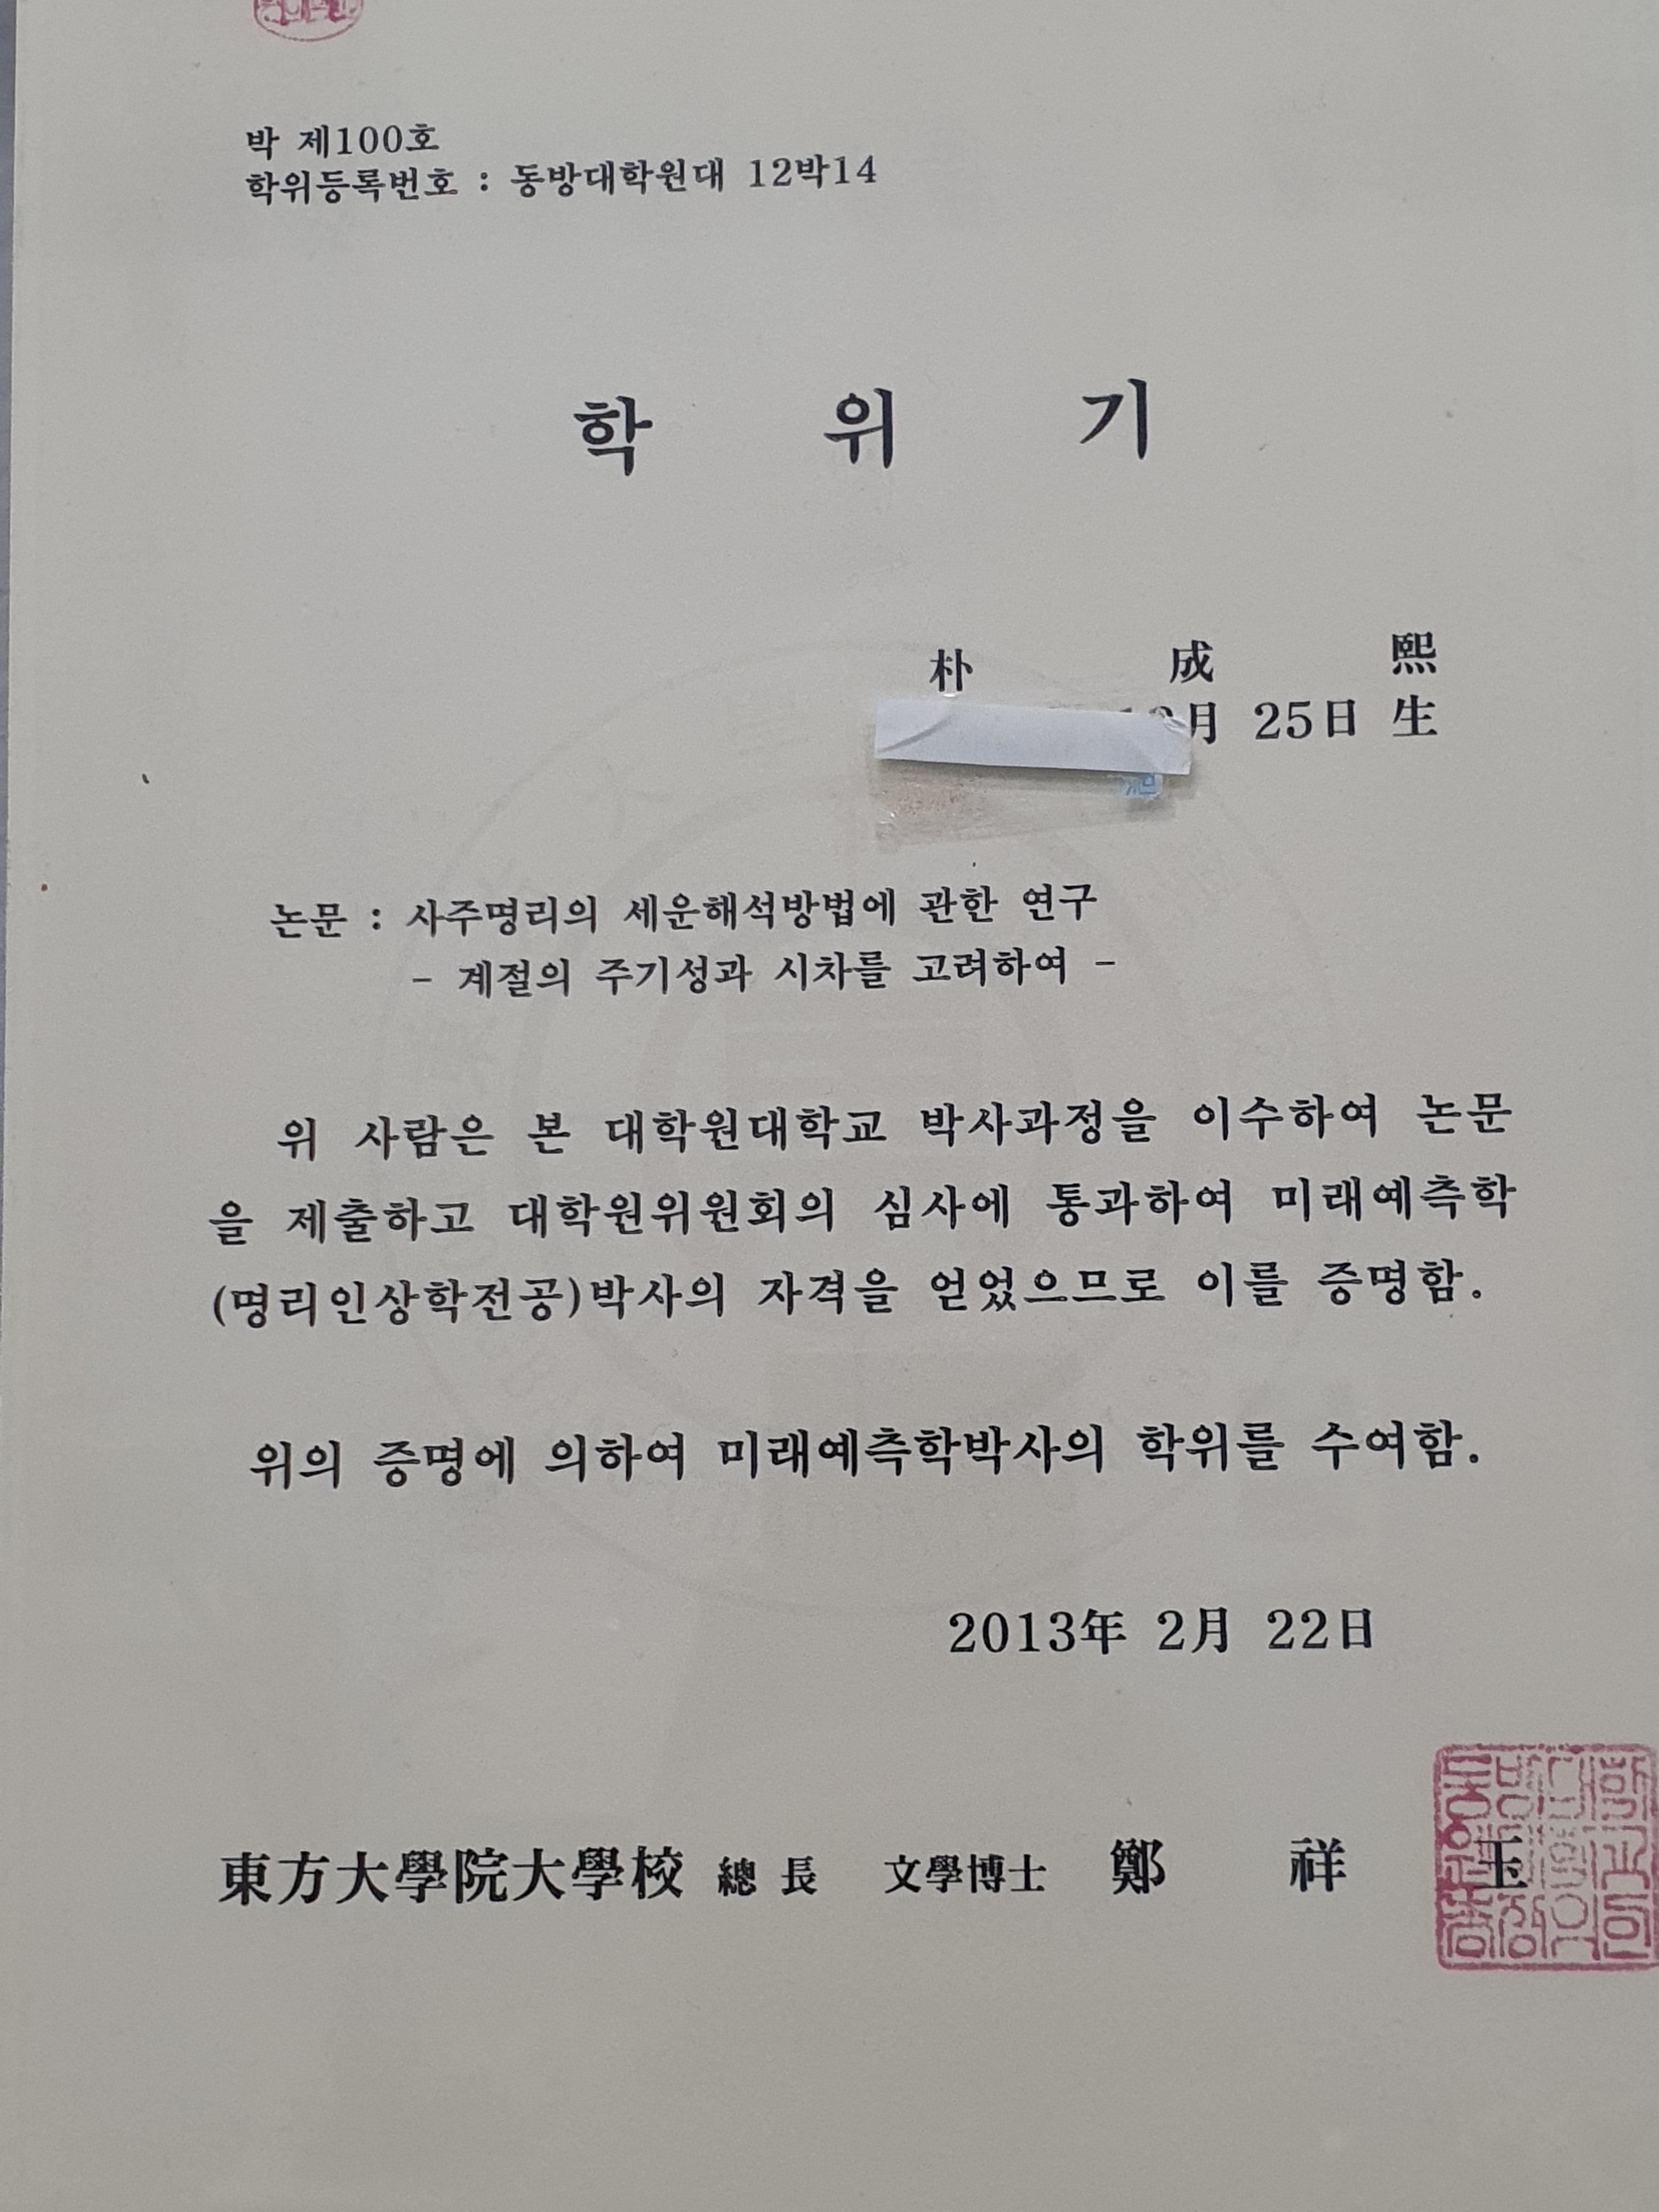 박 제100호
학위등록번호 : 동방대학원대 12박14
학 위 기
朴 成 熙
月 25日 生
논문 : 사주명리의 세운해석방법에 관한 연구
- 계절의 주기성과 시차를 고려하여 -
위 사람은 본 대학원대학교 박사과정을 이수하여 논문
을 제출하고 대학원위원회의 심사에 통과하여 미래예측학
(명리인상학전공)박사의 자격을 얻었으므로 이를 증명함.
위의 증명에 의하여 미래예측학박사의 학위를 수여함.
2013年 2月 22日
東方大學院大學校 總 長 文學博士 鄭 祥 玉